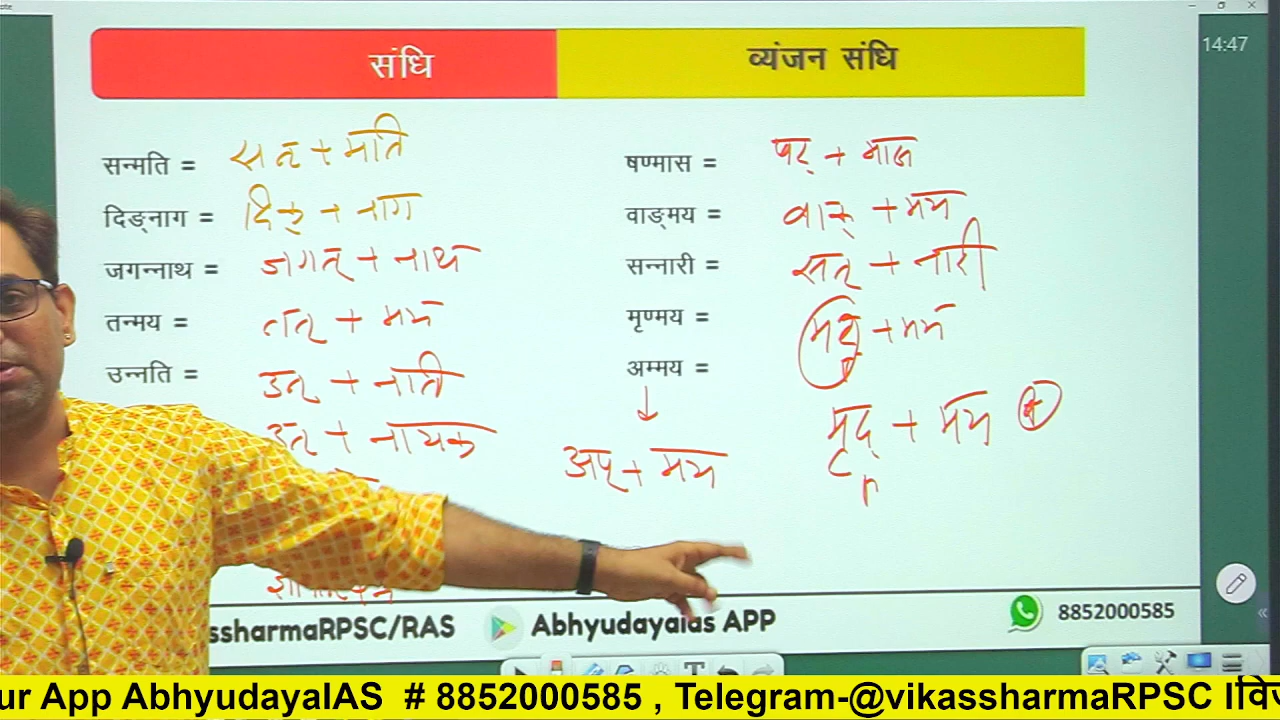 14:47
संधि व्यंजन संधि
सन्मति = सत् + मति
षण्मास = षट् + मास
दिङ्नाग = दिक् + नाग
वाङ्मय = वाक् + मय
जगन्नाथ = जगत् + नाथ
सन्नारी = सत् + नारी
तन्मय = तत् + मय
मृण्मय = + मय
उन्नति = उत् + नति
अम्मय =
उत् + नायक
अप् + मय
मृद् + मय
ssharmaRPSC/RAS AbhyudayaIas APP 8852000585
ur App AbhyudayaIAS # 8852000585 , Telegram-@vikassharmaRPSC